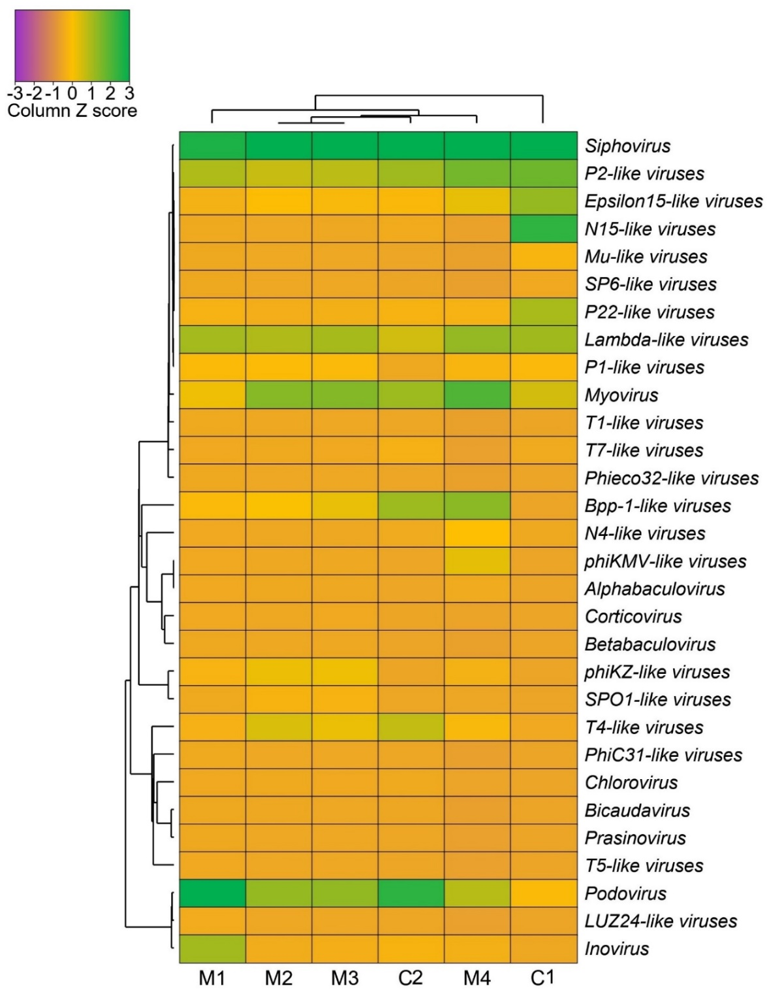 -3 -2 -1 0 1 2 3
Column Z score
Siphovirus
P2-like viruses
Epsilon15-like viruses
N15-like viruses
Mu-like viruses
SP6-like viruses
P22-like viruses
Lambda-like viruses
P1-like viruses
Myovirus
T1-like viruses
T7-like viruses
Phieco32-like viruses
Bpp-1-like viruses
N4-like viruses
phiKMV-like viruses
Alphabaculovirus
Corticovirus
Betabaculovirus
phiKZ-like viruses
SPO1-like viruses
T4-like viruses
PhiC31-like viruses
Chlorovirus
Bicaudavirus
Prasinovirus
T5-like viruses
Podovirus
LUZ24-like viruses
Inovirus
M1 M2 M3 C2 M4 C1